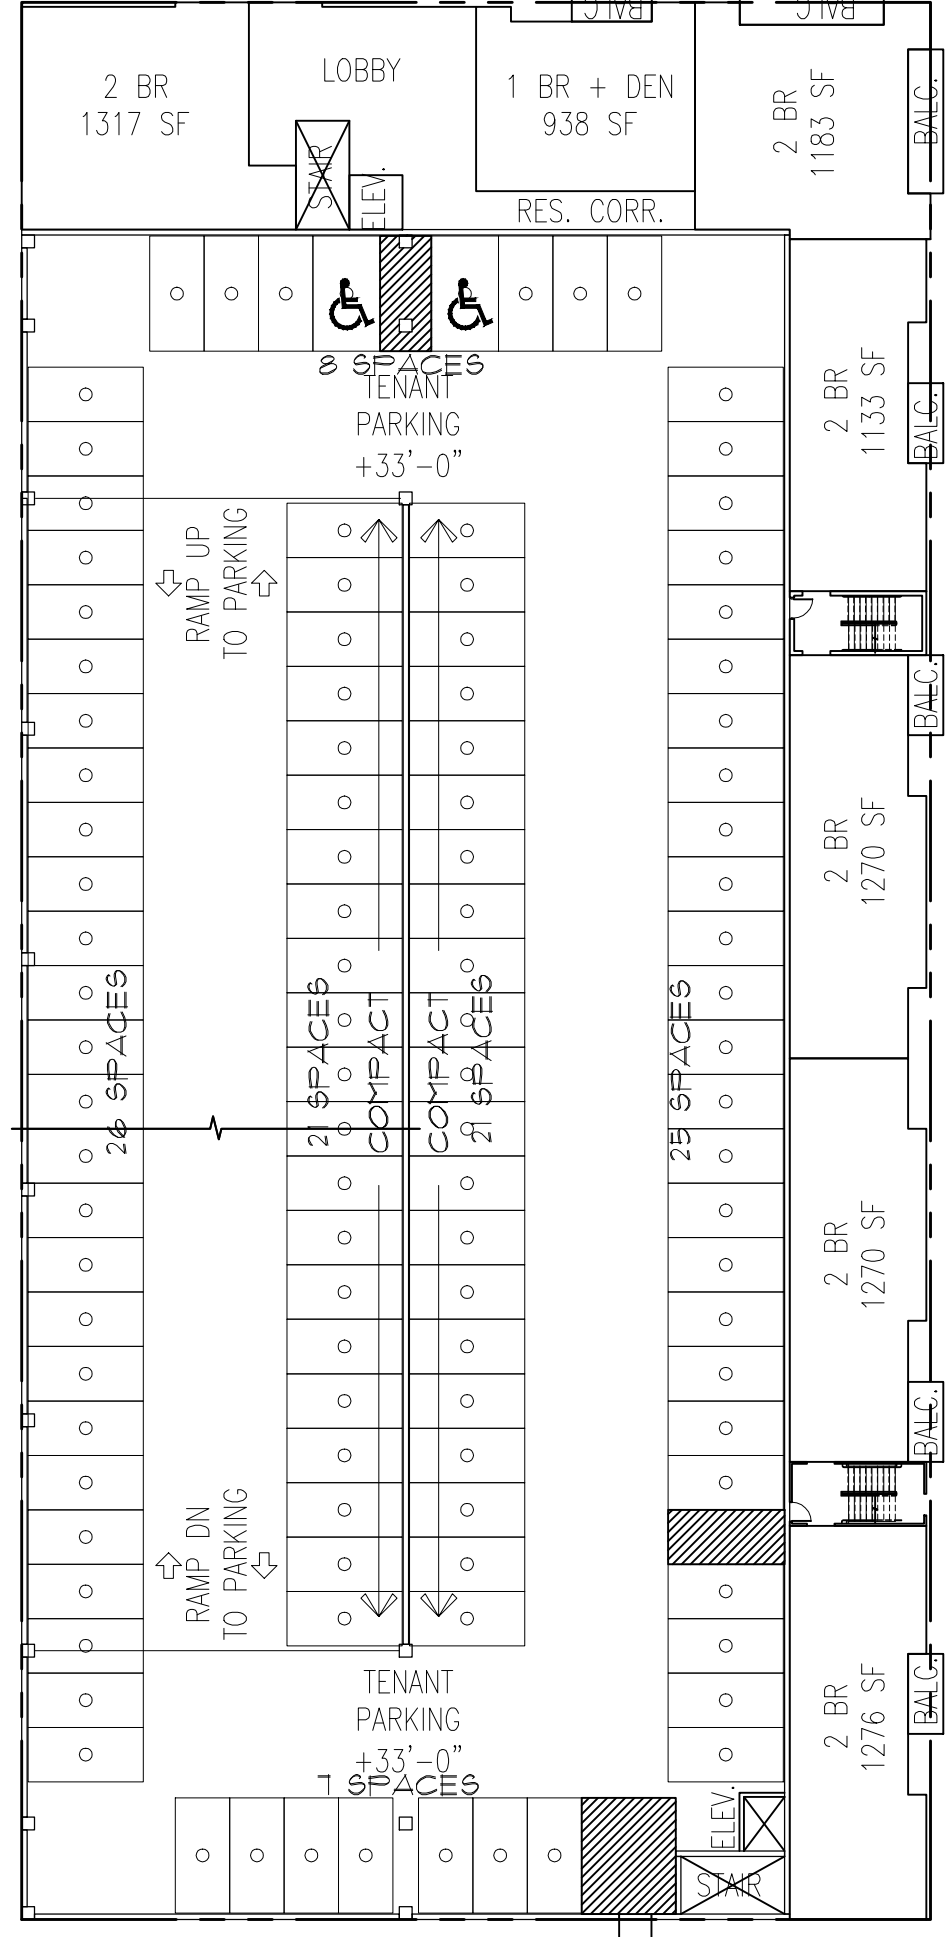 BALC
BALC
2 BR
1317 SF
LOBBY
1 BR + DEN
938 SF
2 BR
1183 SF
BALC.
STAIR
ELEV.
RES. CORR.
8 SPACES
TENANT
PARKING
+33'-0"
2 BR
1133 SF
BALC.
RAMP UP
TO PARKING
BALC.
2 BR
1270 SF
26 SPACES
21 SPACES
COMPACT
COMPACT
21 SPACES
25 SPACES
2 BR
1270 SF
BALC.
RAMP DN
TO PARKING
TENANT
PARKING
+33'-0"
7 SPACES
2 BR
1276 SF
BALC.
ELEV.
STAIR